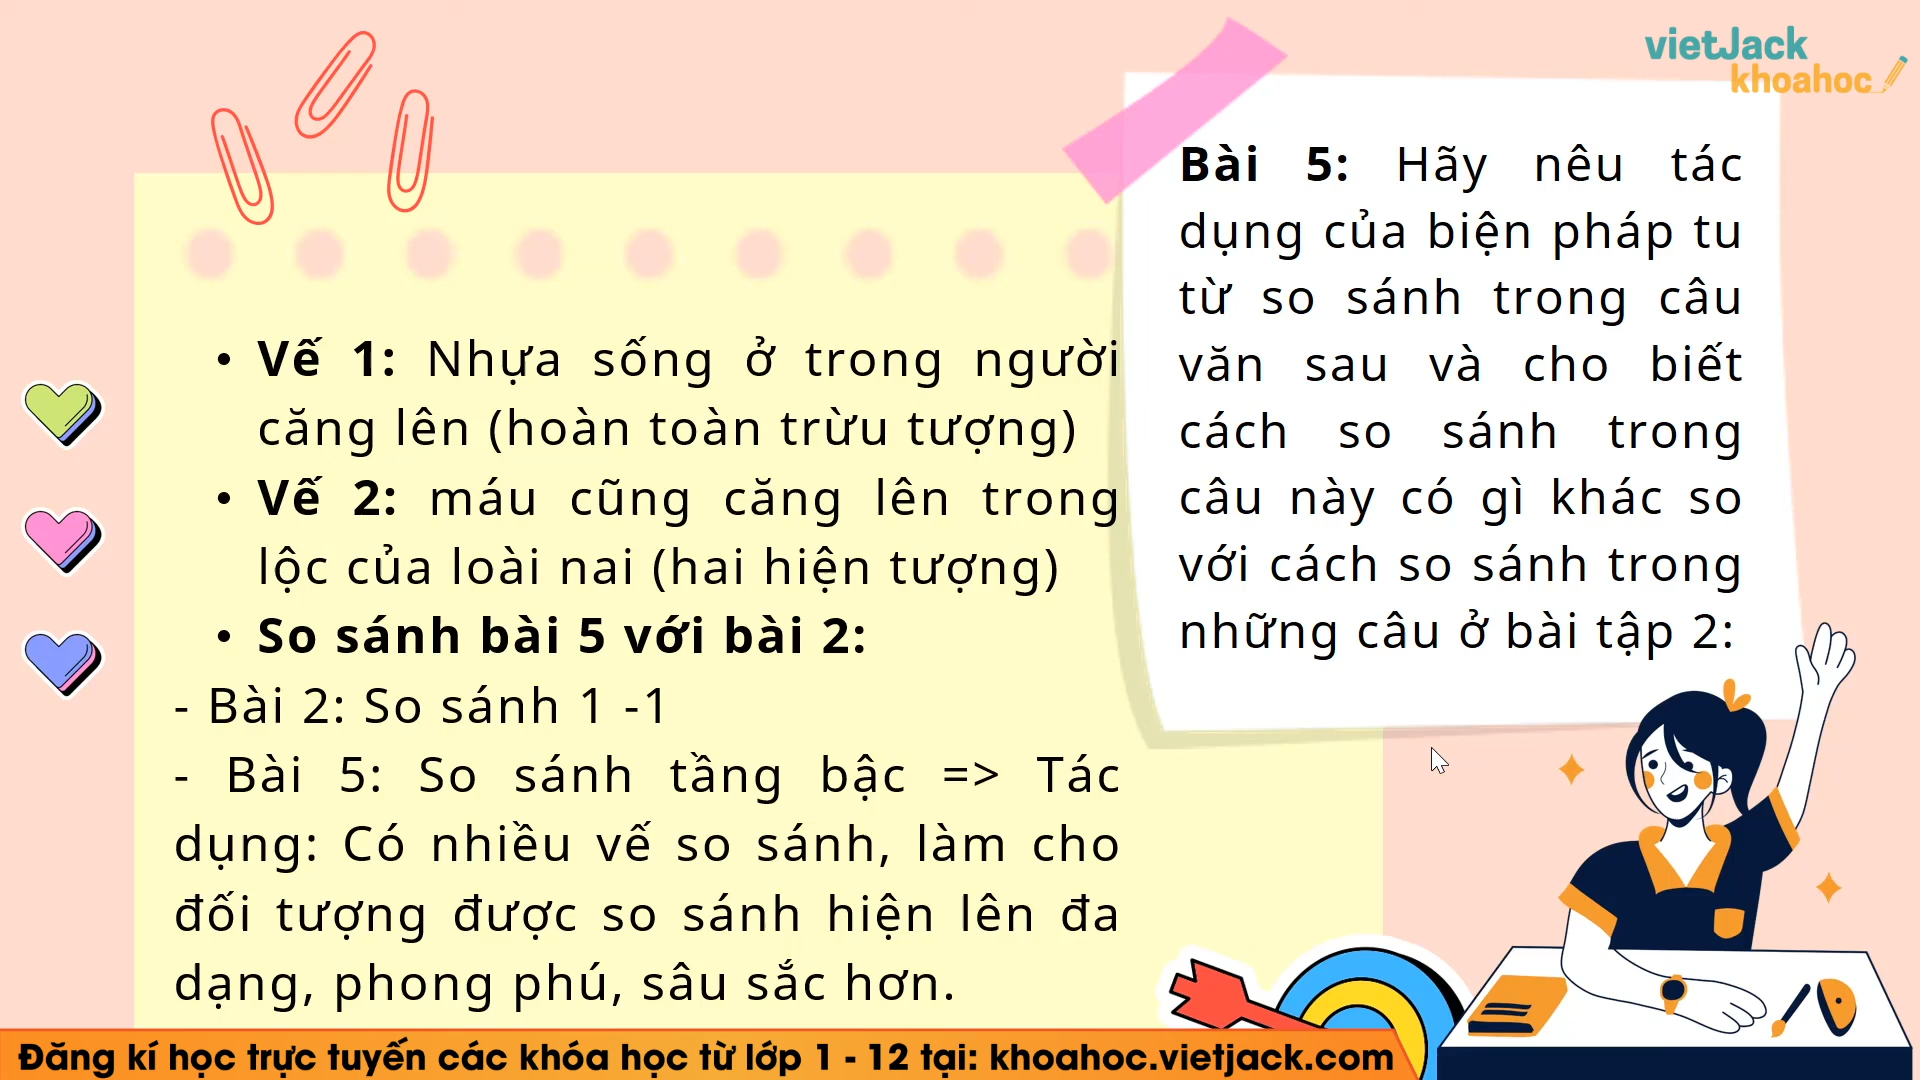 vietJack
khoahoc
• Vế 1: Nhựa sống ở trong người
căng lên (hoàn toàn trừu tượng)
• Vế 2: máu cũng căng lên trong
lộc của loài nai (hai hiện tượng)
• So sánh bài 5 với bài 2:
- Bài 2: So sánh 1 -1
- Bài 5: So sánh tầng bậc => Tác
dụng: Có nhiều vế so sánh, làm cho
đối tượng được so sánh hiện lên đa
dạng, phong phú, sâu sắc hơn.
Bài 5: Hãy nêu tác
dụng của biện pháp tu
từ so sánh trong câu
văn sau và cho biết
cách so sánh trong
câu này có gì khác so
với cách so sánh trong
những câu ở bài tập 2:
Đăng kí học trực tuyến các khóa học từ lớp 1 - 12 tại: khoahoc.vietjack.com